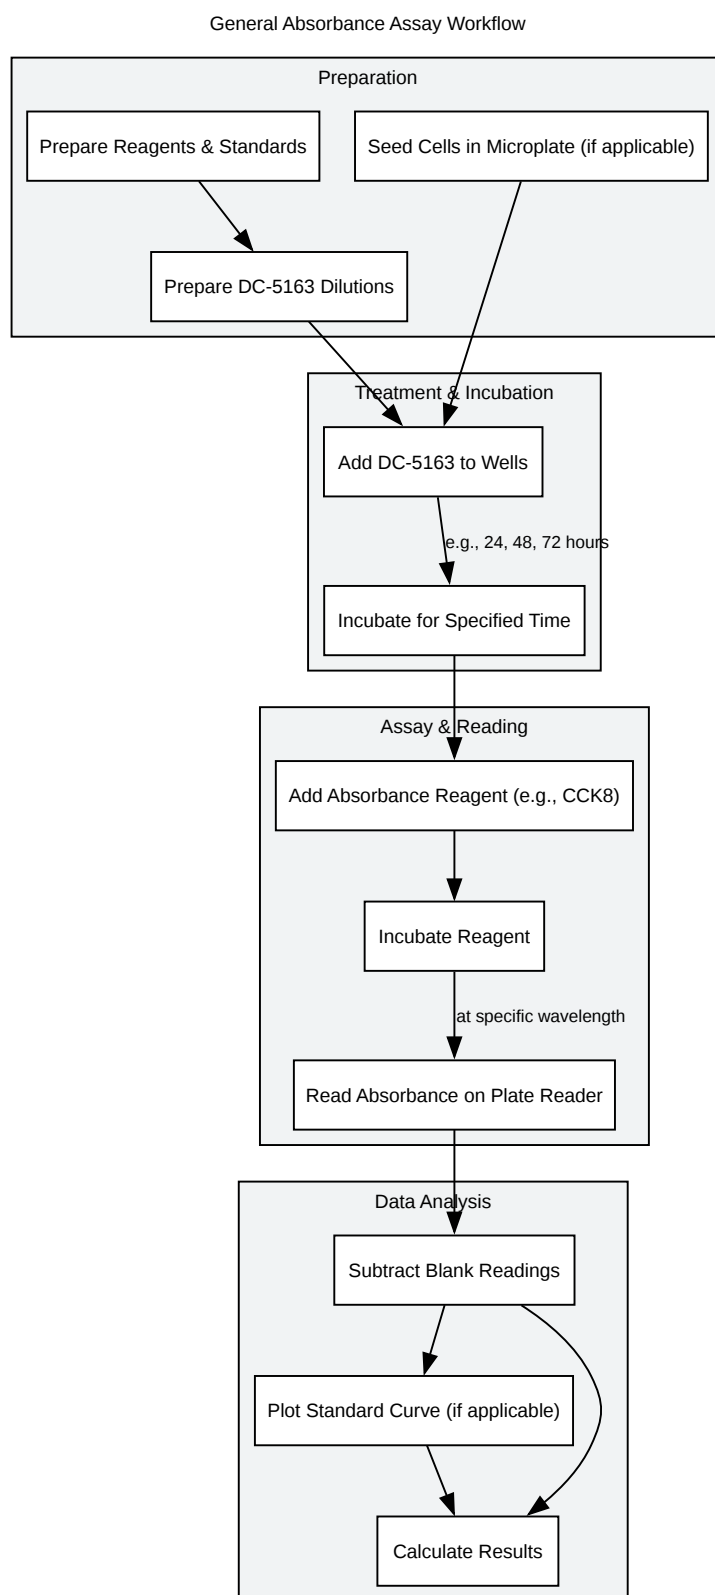 General Absorbance Assay Workflow
Preparation
Prepare Reagents & Standards
Seed Cells in Microplate (if applicable)
Prepare DC-5163 Dilutions
Treatment & Incubation
Add DC-5163 to Wells
e.g., 24, 48, 72 hours
Incubate for Specified Time
Assay & Reading
Add Absorbance Reagent (e.g., CCK8)
Incubate Reagent
at specific wavelength
Read Absorbance on Plate Reader
Data Analysis
Subtract Blank Readings
Plot Standard Curve (if applicable)
Calculate Results